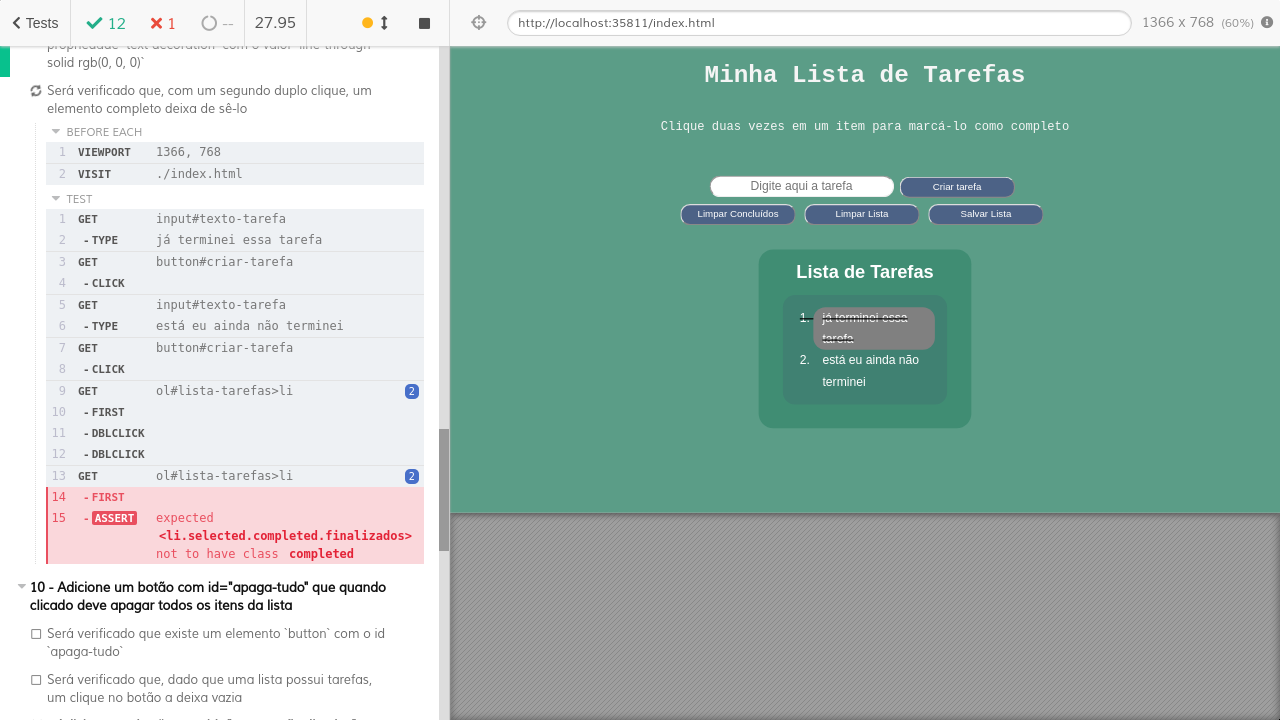 Tests
12
1
--
27.95
http://localhost:35811/index.html
1366 x 768 (60%)
propriedade `text-decoration` com o valor `line-through
solid rgb(0, 0, 0)`
Será verificado que, com um segundo duplo clique, um
elemento completo deixa de sê-lo
BEFORE EACH
1 VIEWPORT 1366, 768
2 VISIT ./index.html
TEST
1 GET input#texto-tarefa
2 -TYPE já terminei essa tarefa
3 GET button#criar-tarefa
4 -CLICK
5 GET input#texto-tarefa
6 -TYPE está eu ainda não terminei
7 GET button#criar-tarefa
8 -CLICK
9 GET ol#lista-tarefas>li 2
10 -FIRST
11 -DBLCLICK
12 -DBLCLICK
13 GET ol#lista-tarefas>li 2
14 -FIRST
15 -ASSERT expected
<li.selected.completed.finalizados>
not to have class completed
10 - Adicione um botão com id="apaga-tudo" que quando
clicado deve apagar todos os itens da lista
Será verificado que existe um elemento `button` com o id
`apaga-tudo`
Será verificado que, dado que uma lista possui tarefas,
um clique no botão a deixa vazia
Minha Lista de Tarefas
Clique duas vezes em um item para marcá-lo como completo
Digite aqui a tarefa
Criar tarefa
Limpar Concluídos
Limpar Lista
Salvar Lista
Lista de Tarefas
1. já terminei essa
tarefa
2. está eu ainda não
terminei